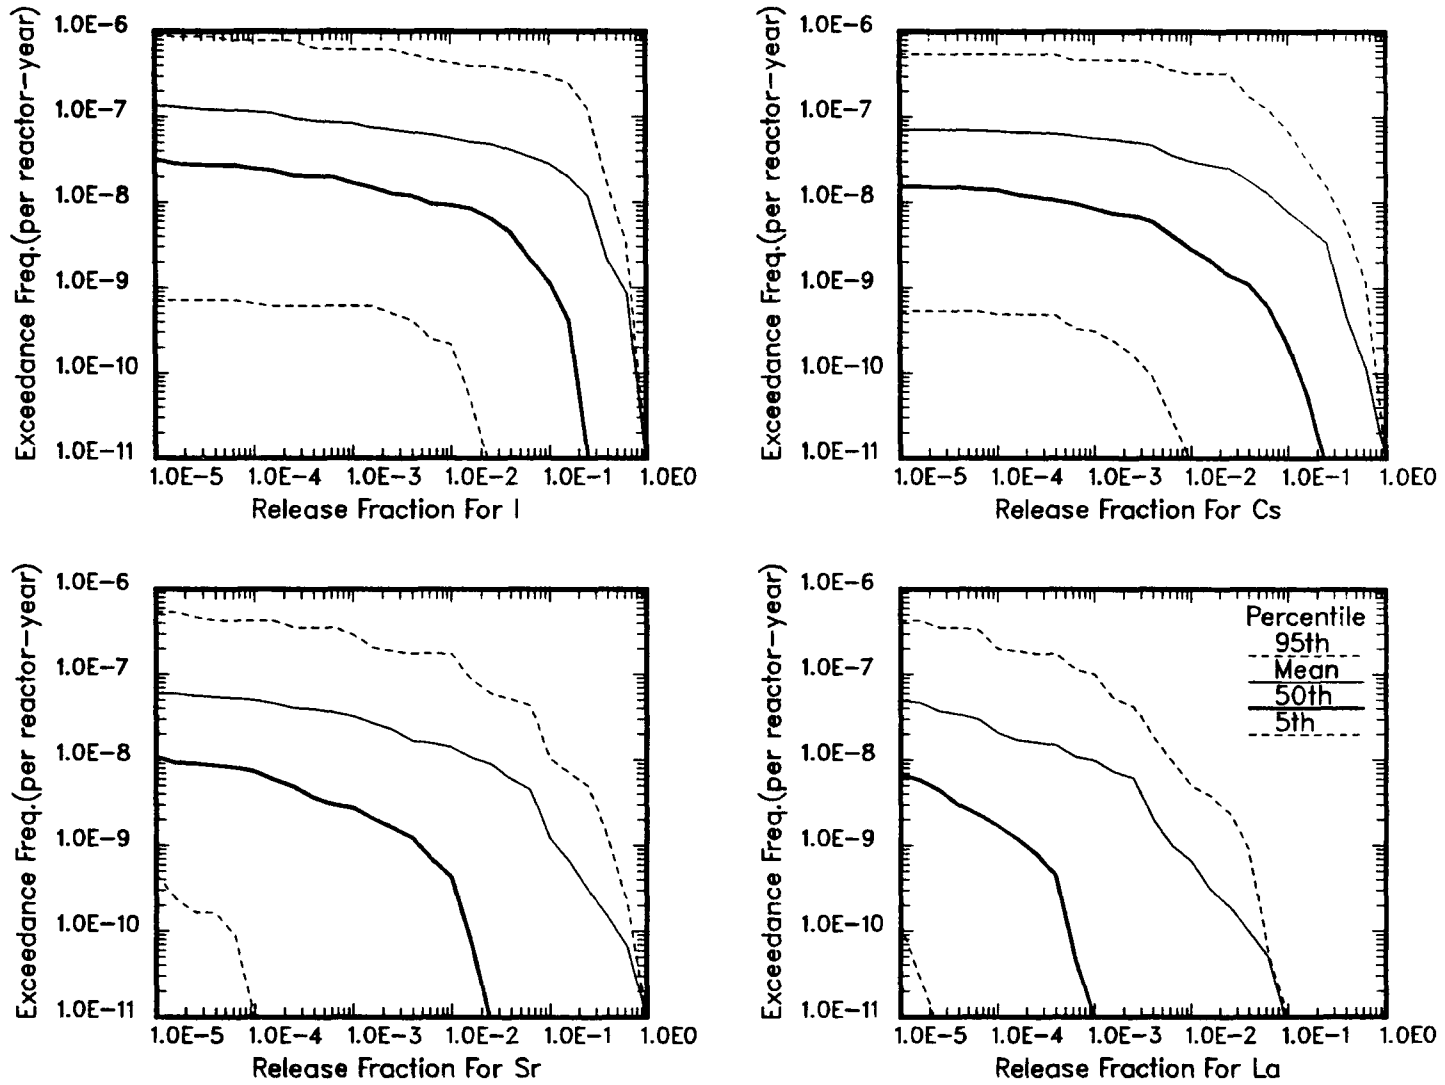 Exceedance Freq.(per reactor-year)
1.0E-6
1.0E-7
1.0E-8
1.0E-9
1.0E-10
1.0E-11
1.0E-5 1.0E-4 1.0E-3 1.0E-2 1.0E-1 1.0E0
Release Fraction For I
Exceedance Freq.(per reactor-year)
1.0E-6
1.0E-7
1.0E-8
1.0E-9
1.0E-10
1.0E-11
1.0E-5 1.0E-4 1.0E-3 1.0E-2 1.0E-1 1.0E0
Release Fraction For Cs
Exceedance Freq.(per reactor-year)
1.0E-6
1.0E-7
1.0E-8
1.0E-9
1.0E-10
1.0E-11
1.0E-5 1.0E-4 1.0E-3 1.0E-2 1.0E-1 1.0E0
Release Fraction For Sr
Exceedance Freq.(per reactor-year)
1.0E-6
1.0E-7
1.0E-8
1.0E-9
1.0E-10
1.0E-11
Percentile
95th
Mean
50th
5th
1.0E-5 1.0E-4 1.0E-3 1.0E-2 1.0E-1 1.0E0
Release Fraction For La